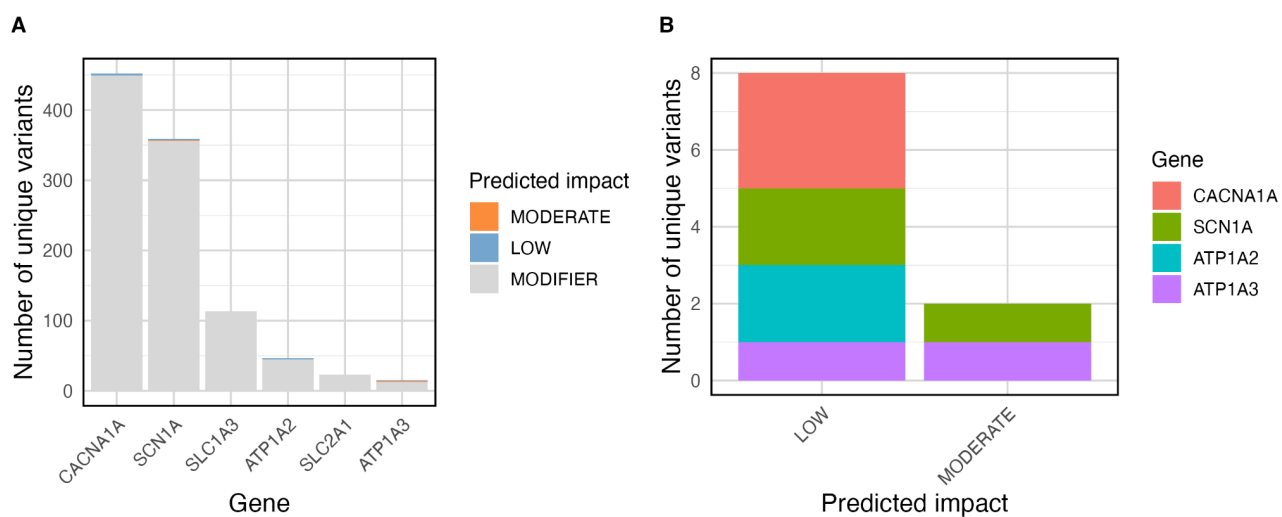 A
Number of unique variants
400
300
200
100
0
CACNA1A
SCN1A
SLC1A3
ATP1A2
SLC2A1
ATP1A3
Gene
Predicted impact
MODERATE
LOW
MODIFIER
B
Number of unique variants
8
6
4
2
0
LOW
MODERATE
Predicted impact
Gene
CACNA1A
SCN1A
ATP1A2
ATP1A3